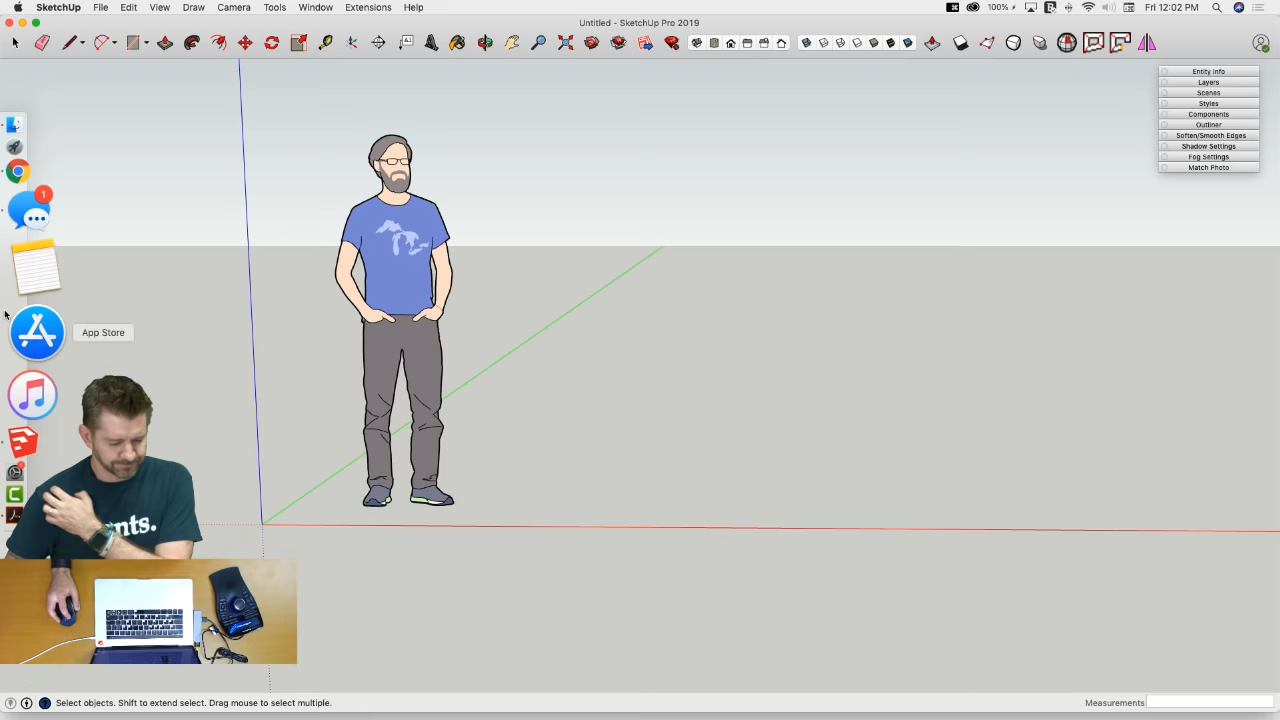 SketchUp File Edit View Draw Camera Tools Window Extensions Help 100% Fri 12:02 PM
Untitled - SketchUp Pro 2019
Entity Info
Layers
Scenes
Styles
Components
Outliner
Soften/Smooth Edges
Shadow Settings
Fog Settings
Match Photo
1
App Store
nts.
Select objects. Shift to extend select. Drag mouse to select multiple.
Measurements